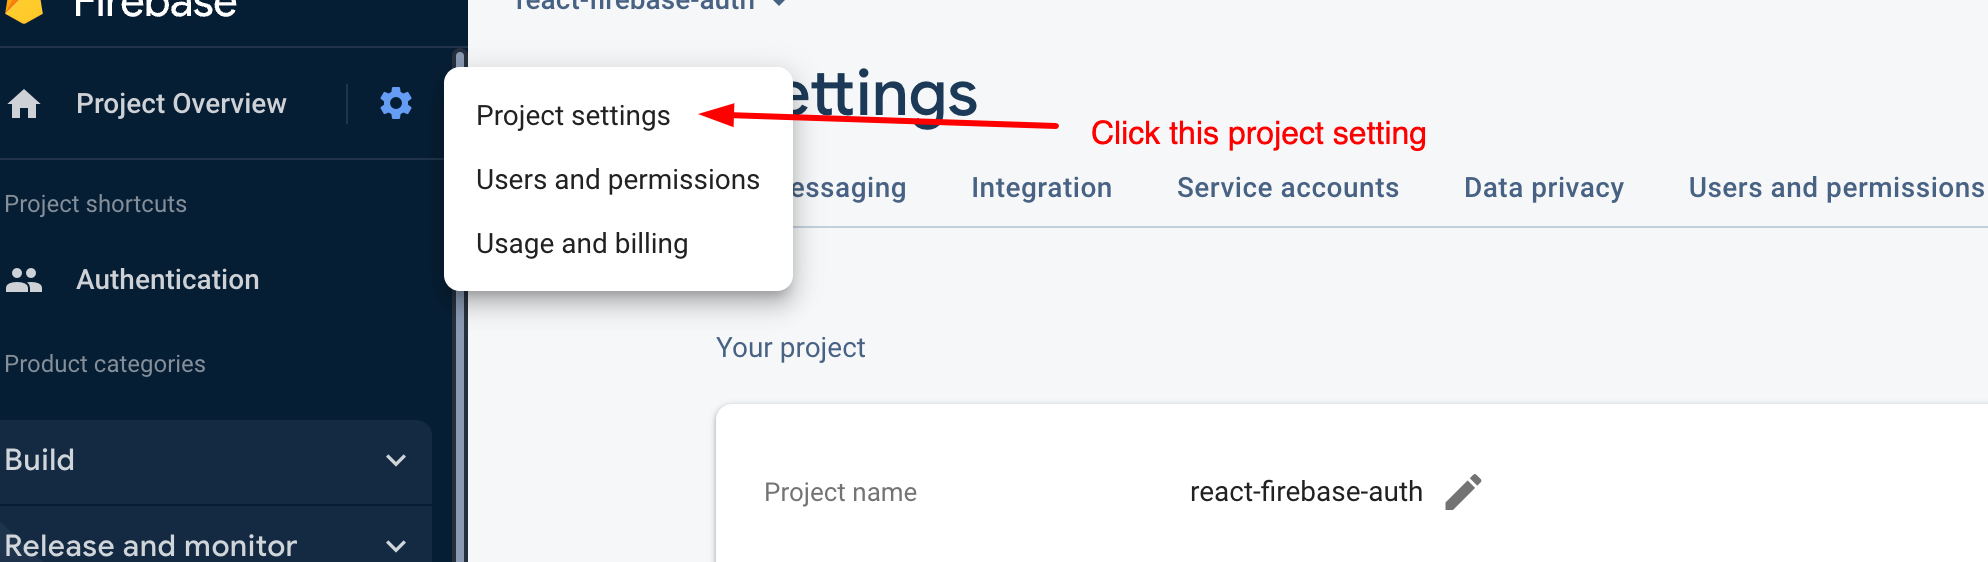 Firebase
react-firebase-auth
Project Overview
Project settings
Users and permissions
Usage and billing
ettings
Click this project setting
essaging
Integration
Service accounts
Data privacy
Users and permissions
Project shortcuts
Authentication
Product categories
Build
Release and monitor
Your project
Project name
react-firebase-auth